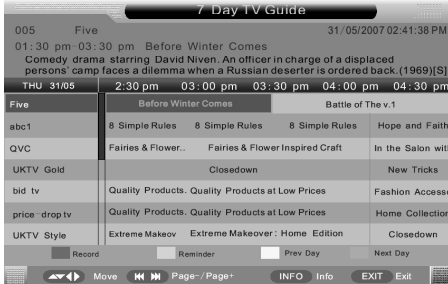 7 Day TV Guide
005 Five 31/05/2007 02:41:38 PM
01:30 pm-03:30 pm Before Winter Comes
Comedy drama starring David Niven. An officer in charge of a displaced
persons' camp faces a dilemma when a Russian deserter is ordered back.(1969)[S]
THU 31/05 2:30 pm 03:00 pm 03:30 pm 04:00 pm 04:30 pm
Five Before Winter Comes Battle of The v.1
abc1 8 Simple Rules 8 Simple Rules 8 Simple Rules Hope and Faith
QVC Fairies & Flower.. Fairies & Flower Inspired Craft In the Salon with
UKTV Gold Closedown New Tricks
bid tv Quality Products. Quality Products at Low Prices Fashion Accesso
price-drop tv Quality Products. Quality Products at Low Prices Home Collection
UKTV Style Extreme Makeov Extreme Makeover: Home Edition Closedown
Record Reminder Prev Day Next Day
Move Page-/Page+ INFO Info EXIT Exit